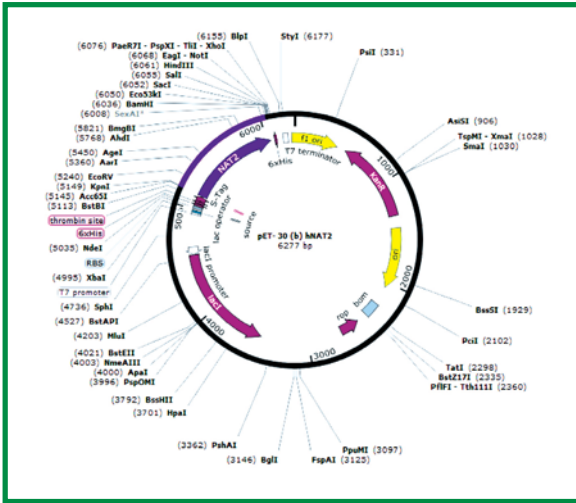 (6155) BlpI
StyI (6177)
(6076) PaeR7I - PspXI - TliI - XhoI
(6068) EagI - NotI
(6061) HindIII
(6055) SalI
(6052) SacI
(6050) Eco53kI
(6036) BamHI
(6008) SexAI*
(5821) BmgBI
(5768) AhdI
(5450) AgeI
(5360) AarI
(5240) EcoRV
(5149) KpnI
(5145) Acc65I
(5113) BstBI
thrombin site
6xHis
(5035) NdeI
RBS
(4995) XbaI
T7 promoter
(4736) SphI
(4527) BstAPI
(4203) MluI
(4021) BstEII
(4003) NmeAIII
(4000) ApaI
(3996) PspOMI
(3792) BssHII
(3701) HpaI
(3362) PshAI
(3146) BglI
FspAI (3125)
PpuMI (3097)
PflFI - Tth111I (2360)
BstZ17I (2335)
TatI (2298)
PciI (2102)
BssSI (1929)
SmaI (1030)
TspMI - XmaI (1028)
AsiSI (906)
PsiI (331)
6000
1000
2000
3000
4000
NAT2
6xHis
T7 terminator
f1 ori
KanR
ori
bom
rop
lacI
lacI promoter
lac operator
S-Tag
source
pET- 30 (b) hNAT2
6277 bp